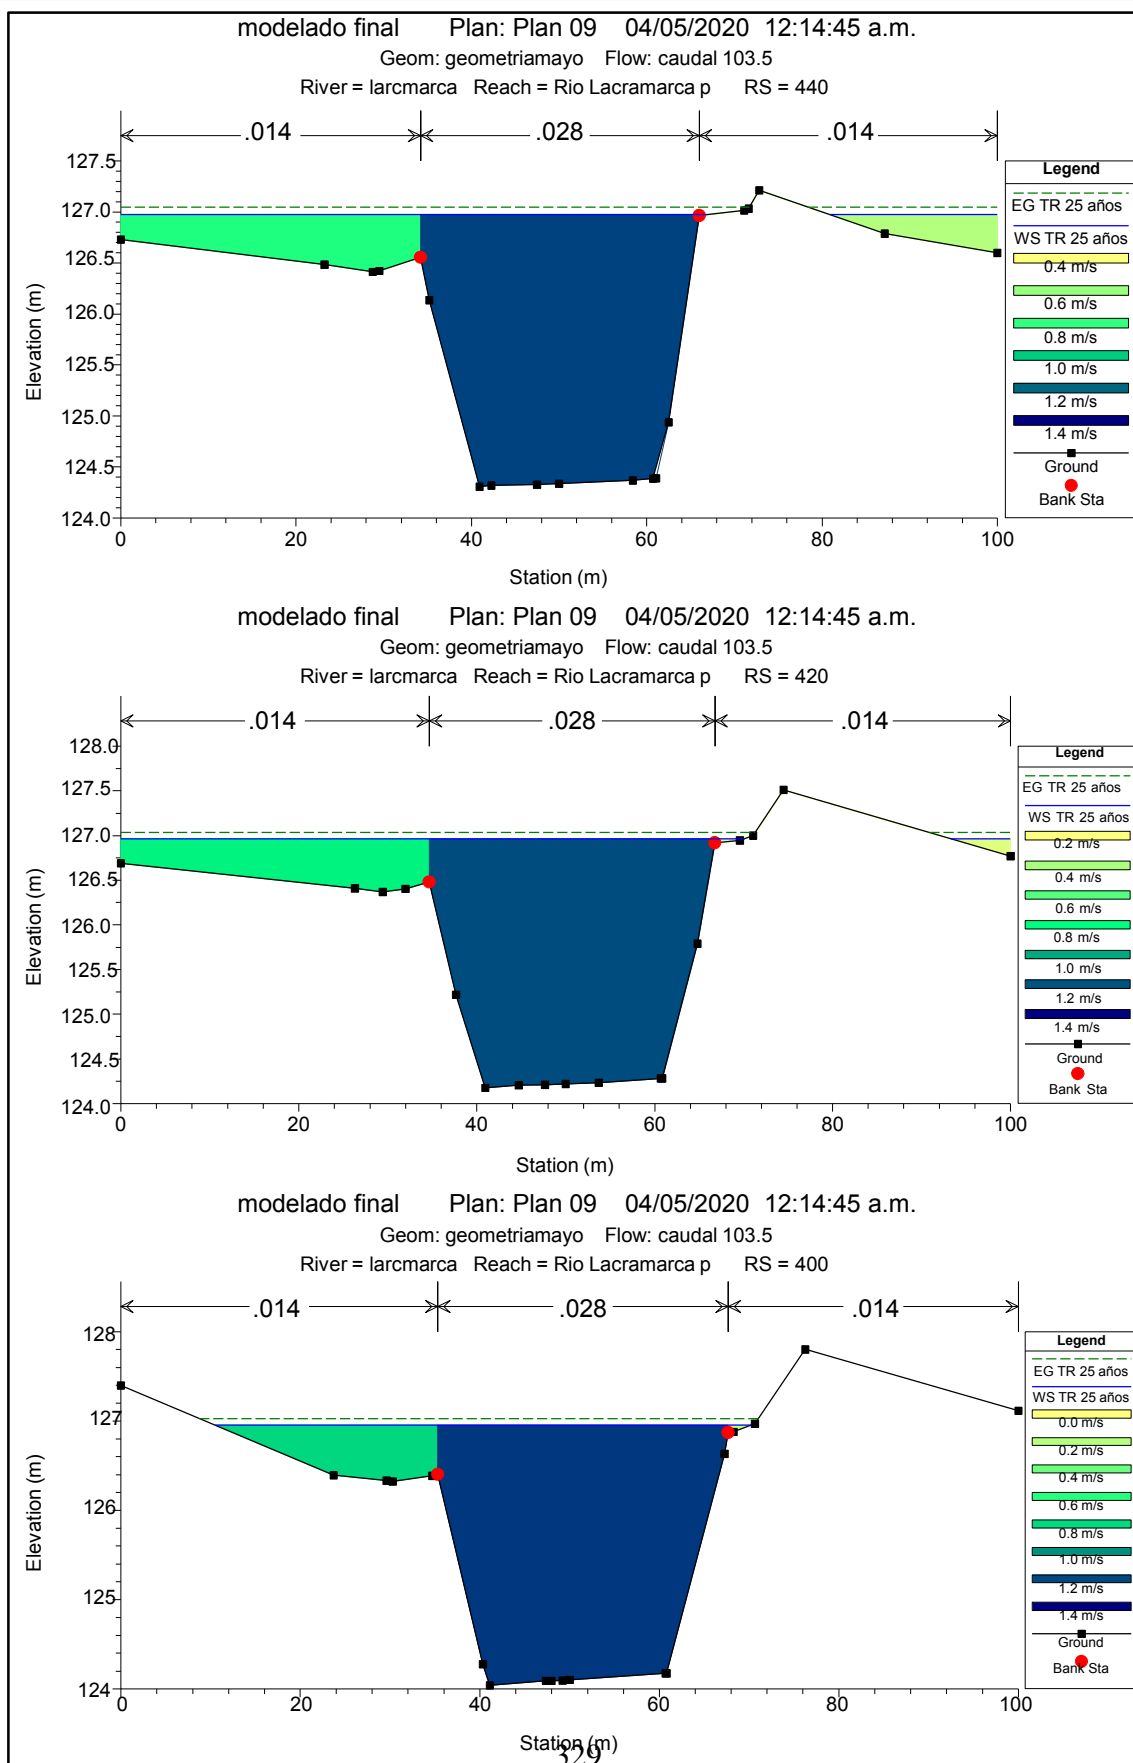 modelado final Plan: Plan 09 04/05/2020 12:14:45 a.m.
Geom: geometriamayo Flow: caudal 103.5
River = larcmarca Reach = Rio Lacramarca p RS = 440
.014 .028 .014
127.5
127.0
126.5
126.0
125.5
125.0
124.5
124.0
Elevation (m)
0 20 40 60 80 100
Station (m)
Legend
EG TR 25 años
WS TR 25 años
0.4 m/s
0.6 m/s
0.8 m/s
1.0 m/s
1.2 m/s
1.4 m/s
Ground
Bank Sta
modelado final Plan: Plan 09 04/05/2020 12:14:45 a.m.
Geom: geometriamayo Flow: caudal 103.5
River = larcmarca Reach = Rio Lacramarca p RS = 420
.014 .028 .014
128.0
127.5
127.0
126.5
126.0
125.5
125.0
124.5
124.0
Elevation (m)
0 20 40 60 80 100
Station (m)
Legend
EG TR 25 años
WS TR 25 años
0.2 m/s
0.4 m/s
0.6 m/s
0.8 m/s
1.0 m/s
1.2 m/s
1.4 m/s
Ground
Bank Sta
modelado final Plan: Plan 09 04/05/2020 12:14:45 a.m.
Geom: geometriamayo Flow: caudal 103.5
River = larcmarca Reach = Rio Lacramarca p RS = 400
.014 .028 .014
128
127
126
125
124
Elevation (m)
0 20 40 60 80 100
Station (m)
Legend
EG TR 25 años
WS TR 25 años
0.0 m/s
0.2 m/s
0.4 m/s
0.6 m/s
0.8 m/s
1.0 m/s
1.2 m/s
1.4 m/s
Ground
Bank Sta
329